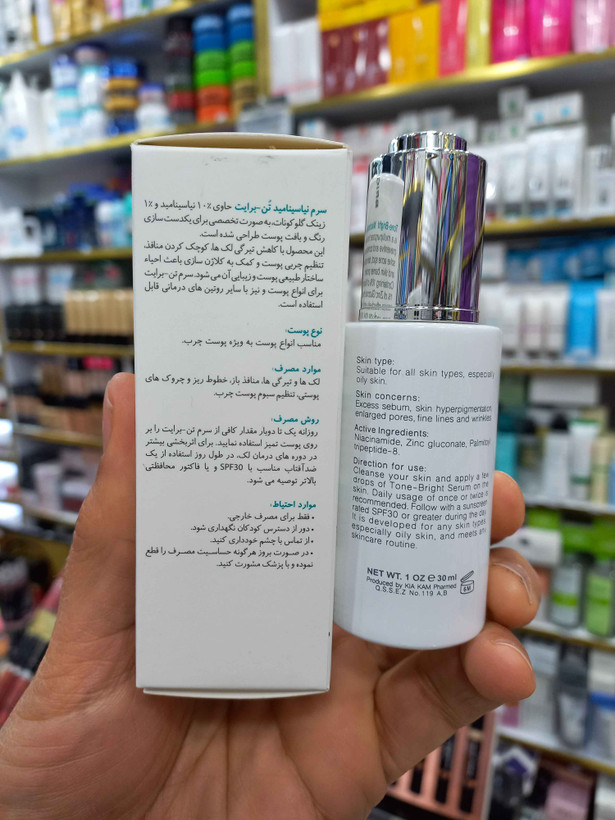 سرم نیاسینامید تُن-برایت حاوی ۱۰٪ نیاسینامید و ۱٪
زینک گلوکونات، به صورت تخصصی برای یکدست سازی
رنگ و بافت پوست طراحی شده است.
این محصول با کاهش تیرگی لک ها، کوچک کردن منافذ،
تنظیم چربی پوست و کمک به کلاژن سازی باعث احیاء
ساختار طبیعی پوست و زیبایی آن می شود. سرم تن-برایت
برای انواع پوست و نیز با سایر روتین های درمانی قابل
استفاده است.
نوع پوست:
مناسب انواع پوست به ویژه پوست چرب.
موارد مصرف:
لک ها و تیرگی ها، منافذ باز، خطوط ریز و چروک های
پوستی، تنظیم سبوم پوست چرب.
روش مصرف:
روزانه یک تا دوبار مقدار کافی از سرم تن-برایت را بر
روی پوست تمیز استفاده نمایید. برای اثربخشی بیشتر
در دوره های درمان لک، در طول روز استفاده از یک
ضدآفتاب مناسب با SPF30 و یا فاکتور محافظتی
بالاتر توصیه می شود.
موارد احتیاط:
• فقط برای مصرف خارجی.
• دور از دسترس کودکان نگهداری شود.
• از تماس با چشم خودداری کنید.
• در صورت بروز هرگونه حساسیت مصرف را قطع
نموده و با پزشک مشورت کنید.
Skin type:
Suitable for all skin types, especially
oily skin.
Skin concerns:
Excess sebum, skin hyperpigmentation,
enlarged pores, fine lines and wrinkles.
Active Ingredients:
Niacinamide, Zinc gluconate, Palmitoyl
tripeptide-8.
Direction for use:
Cleanse your skin and apply a few
drops of Tone-Bright Serum on the
skin. Daily usage of once or twice is
recommended. Follow with a sunscreen
rated SPF30 or greater during the day.
It is developed for any skin types
especially oily skin, and meets any
skincare routine.
NET WT. 1 OZ ℮ 30 ml
Produced by KIA KAM Pharmed
Q.S.S.E.Z No. 119 A,B
6M